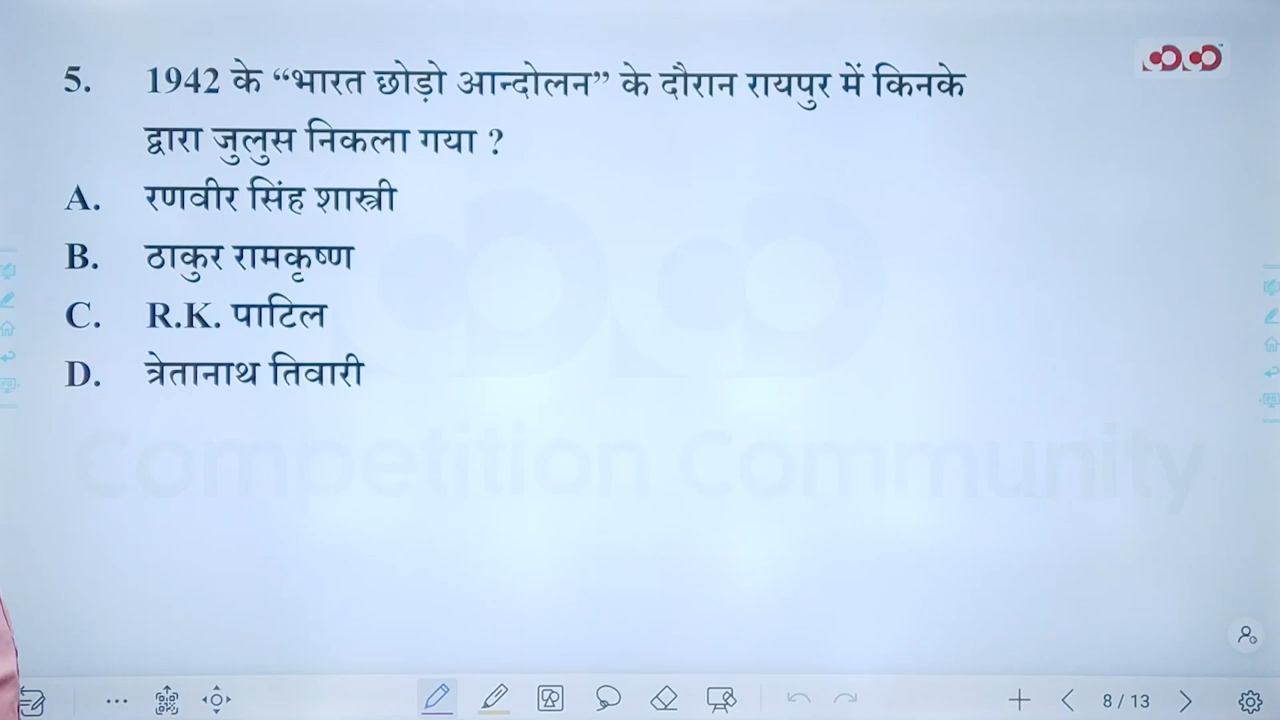 5. 1942 के “भारत छोड़ो आन्दोलन” के दौरान रायपुर में किनके
द्वारा जुलुस निकला गया ?
A. रणवीर सिंह शास्त्री
B. ठाकुर रामकृष्ण
C. R.K. पाटिल
D. त्रेतानाथ तिवारी
Competition Community
8 / 13